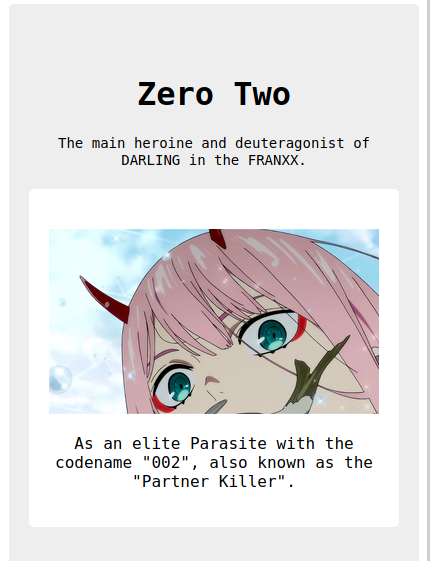 Zero Two
The main heroine and deuteragonist of
DARLING in the FRANXX.
As an elite Parasite with the
codename "002", also known as the
"Partner Killer".